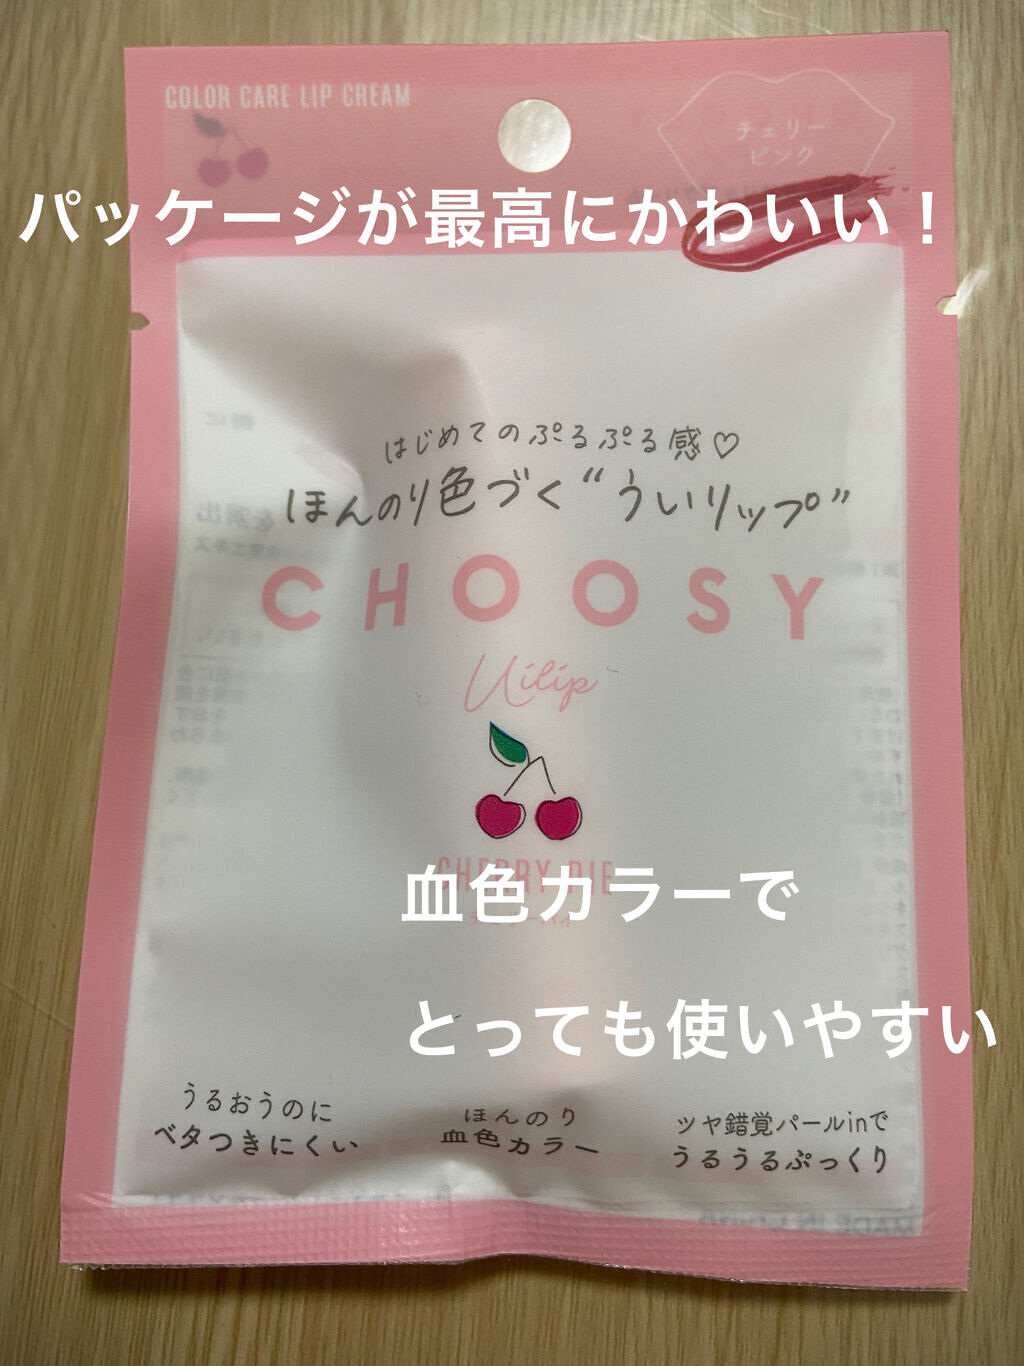 COLOR CARE LIP CREAM
チェリー
ピンク
パッケージが最高にかわいい！
はじめてのぷるぷる感♡
ほんのり色づく“ういリップ”
CHOOSY
Uilip
CHERRY PIE
血色カラーで
とっても使いやすい
うるおうのに
ベタつきにくい
ほんのり
血色カラー
ツヤ錯覚パールinで
うるうるぷっくり